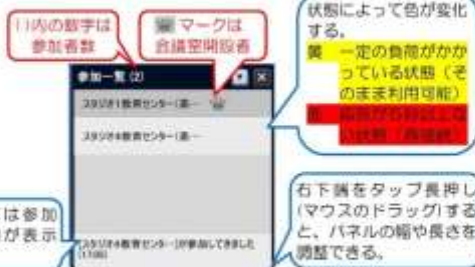 ()内の数字は
参加者数
マークは
会議室開設者
状態によって色が変化
する。
黄 一定の負荷がかか
っている状態(そ
のまま利用可能)
参加一覧 (2)
スタジオ1教育センター(週…
スタジオ6教育センター(週…
は参加
が表示
スタジオ6教育センター…]が参加してきました
右下端をタップ長押し
(マウスのドラッグ)する
と、パネルの幅や長さを
調整できる。